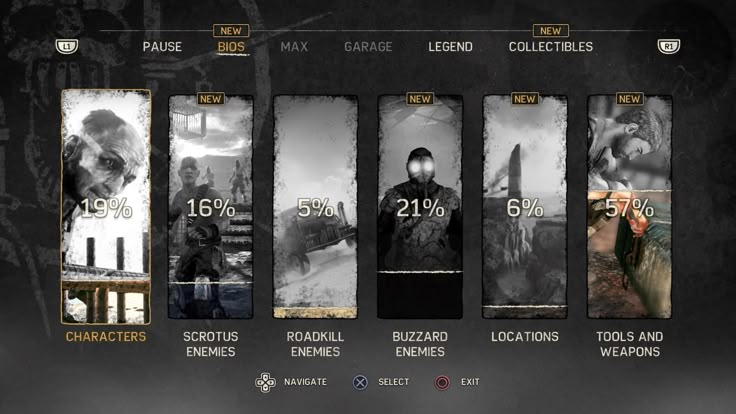 NEW NEW
L1 PAUSE BIOS MAX GARAGE LEGEND COLLECTIBLES R1
NEW NEW NEW NEW
19% 16% 5% 21% 6% 57%
CHARACTERS SCROTUS ROADKILL BUZZARD LOCATIONS TOOLS AND
ENEMIES ENEMIES ENEMIES WEAPONS
NAVIGATE SELECT EXIT